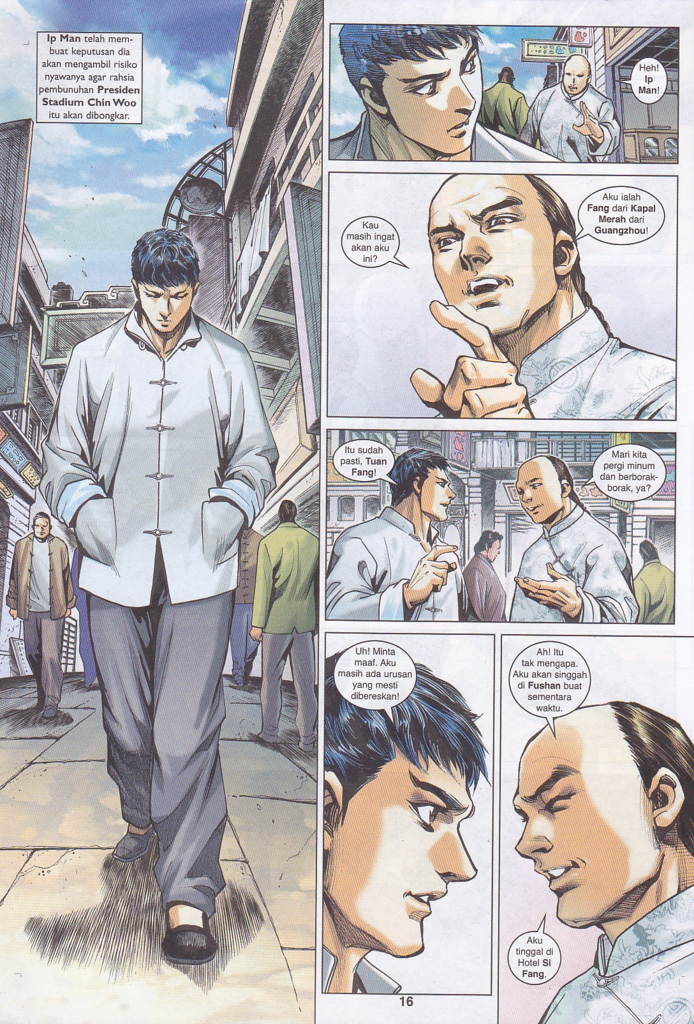 Ip Man telah mem-
buat keputusan dia
akan mengambil risiko
nyawanya agar rahsia
pembunuhan Presiden
Stadium Chin Woo
itu akan dibongkar.
Heh!
Ip
Man!
Kau
masih ingat
akan aku
ini?
Aku ialah
Fang dari Kapal
Merah dari
Guangzhou!
Itu sudah
pasti, Tuan
Fang!
Mari kita
pergi minum
dan berborak-
borak, ya?
Uh! Minta
maaf. Aku
masih ada urusan
yang mesti
dibereskan!
Ah! Itu
tak mengapa.
Aku akan singgah
di Fushan buat
sementara
waktu.
Aku
tinggal di
Hotel Si
Fang.
16